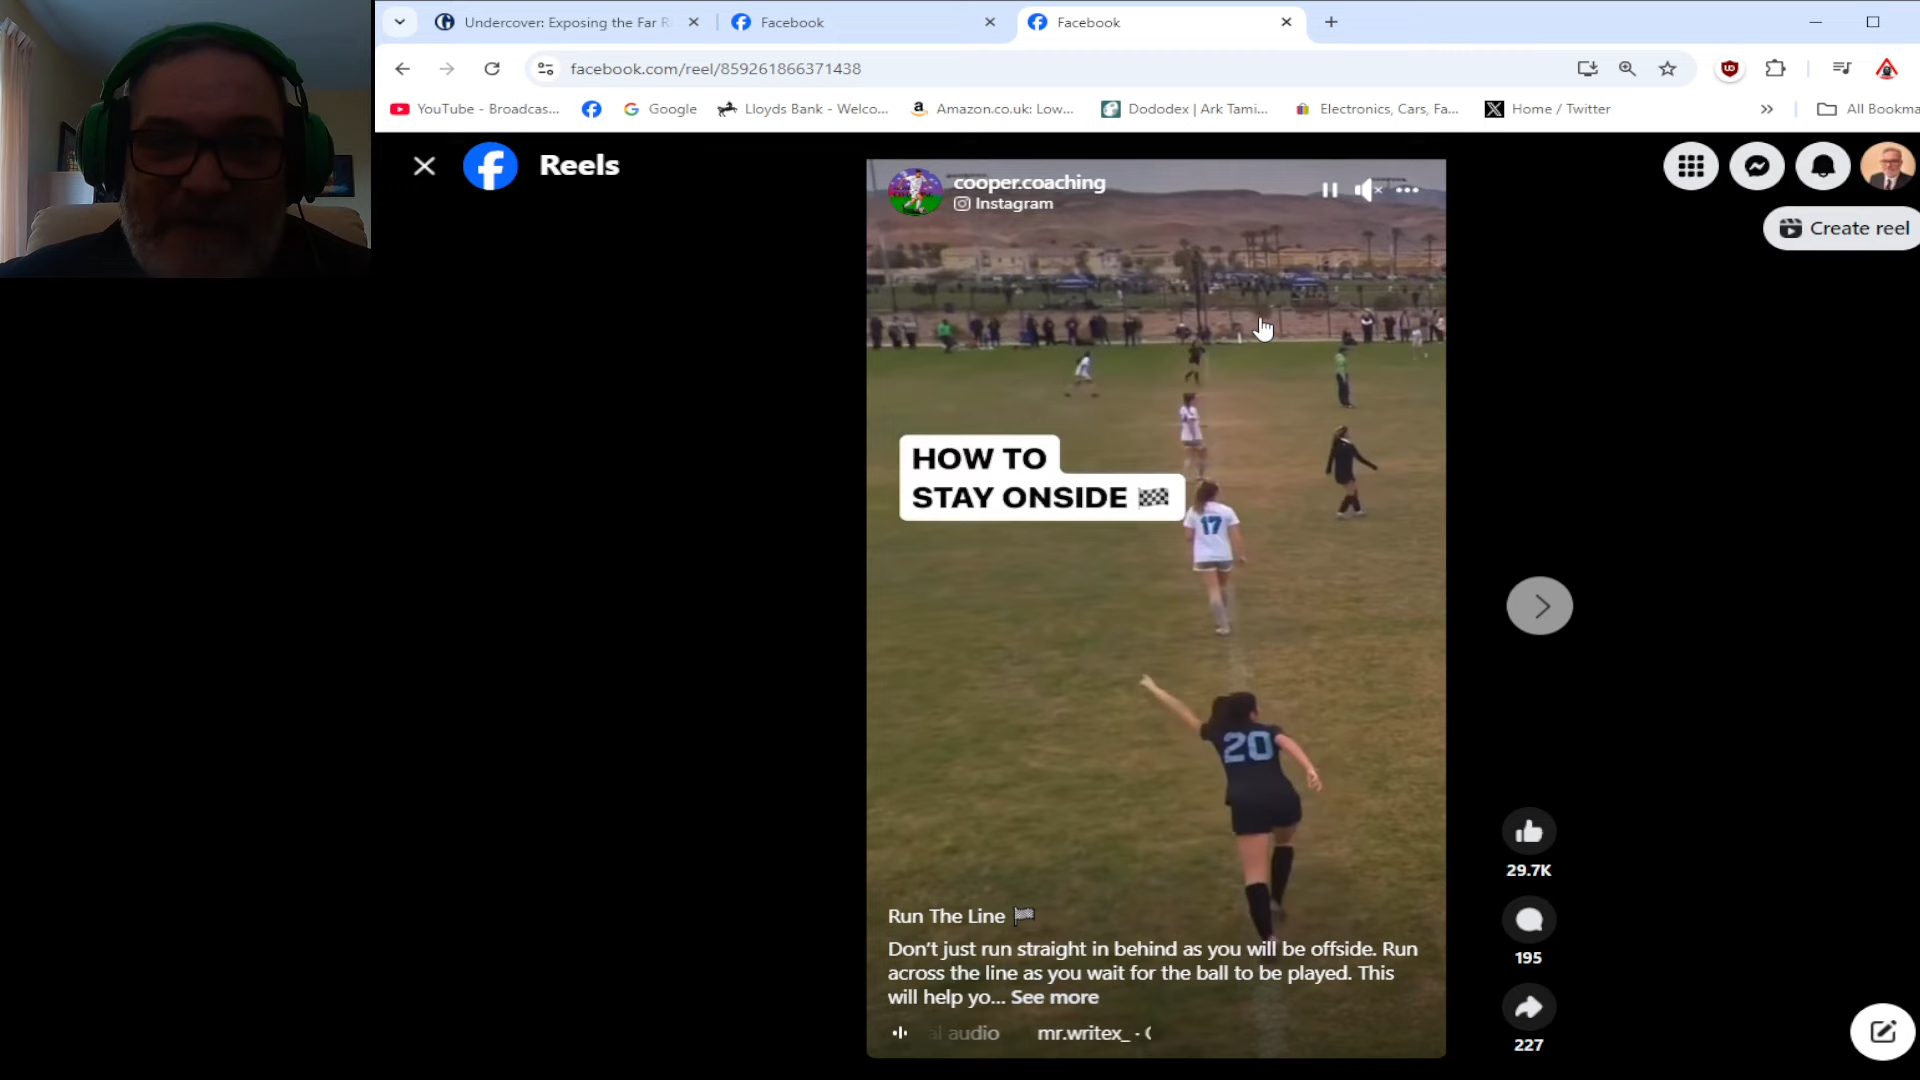 Undercover: Exposing the Far R
Facebook
Facebook
facebook.com/reel/859261866371438
YouTube - Broadcas...
Google
Lloyds Bank - Welco...
Amazon.co.uk: Low...
Dododex | Ark Tami...
Electronics, Cars, Fa...
Home / Twitter
All Bookma
Reels
cooper.coaching
Instagram
Create reel
HOW TO
STAY ONSIDE
17
20
29.7K
195
227
Run The Line
Don't just run straight in behind as you will be offside. Run
across the line as you wait for the ball to be played. This
will help yo... See more
al audio mr.writex_ ·